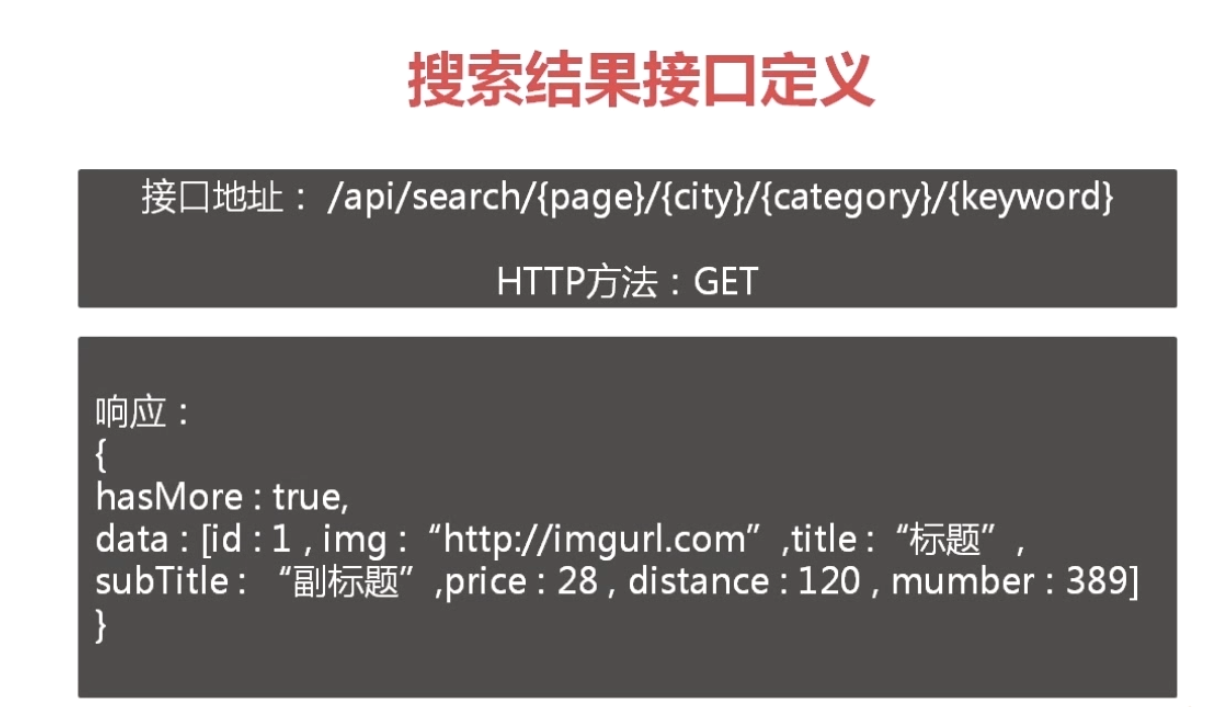 搜索结果接口定义
接口地址： /api/search/{page}/{city}/{category}/{keyword}
HTTP方法：GET
响应：
{
hasMore : true,
data : [id : 1 , img : “http://imgurl.com” ,title : “标题” ,
subTitle : “副标题” ,price : 28 , distance : 120 , mumber : 389]
}